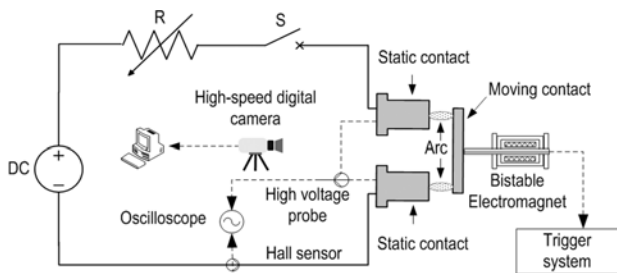 R
S
Static contact
Moving contact
High-speed digital
camera
DC
+
−
Arc
Bistable
Electromagnet
High voltage
probe
Oscilloscope
Hall sensor
Static contact
Trigger
system